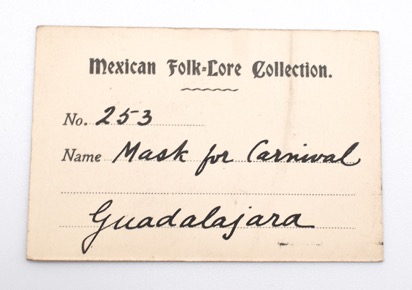 Mexican Folk-Lore Collection.
No. 253
Name Mask for Carnival
Guadalajara